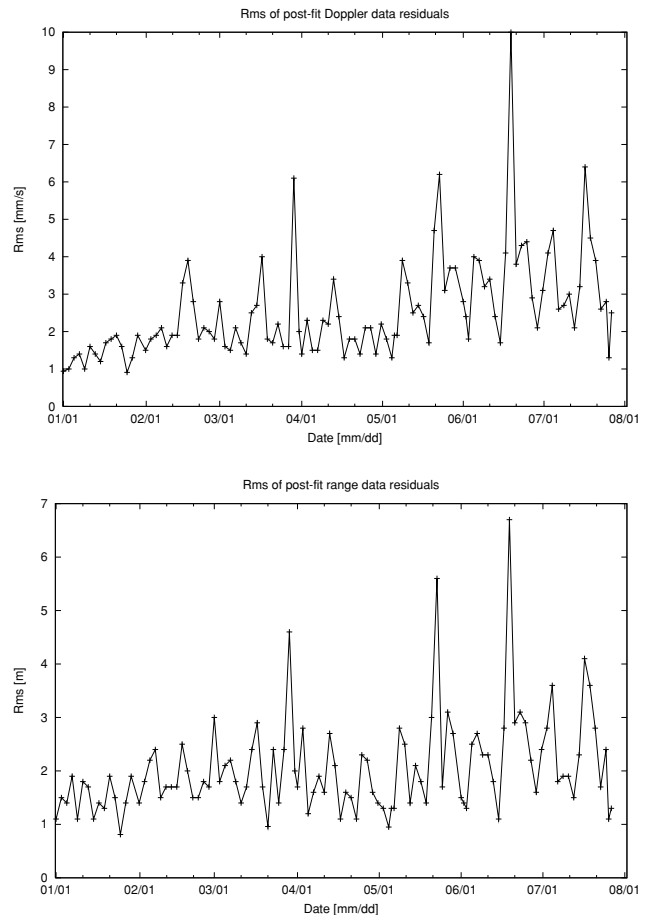 Rms of post-fit Doppler data residuals
10
9
8
7
6
5
4
3
2
1
0
Rms [mm/s]
01/01 02/01 03/01 04/01 05/01 06/01 07/01 08/01
Date [mm/dd]
Rms of post-fit range data residuals
7
6
5
4
3
2
1
0
Rms [m]
01/01 02/01 03/01 04/01 05/01 06/01 07/01 08/01
Date [mm/dd]